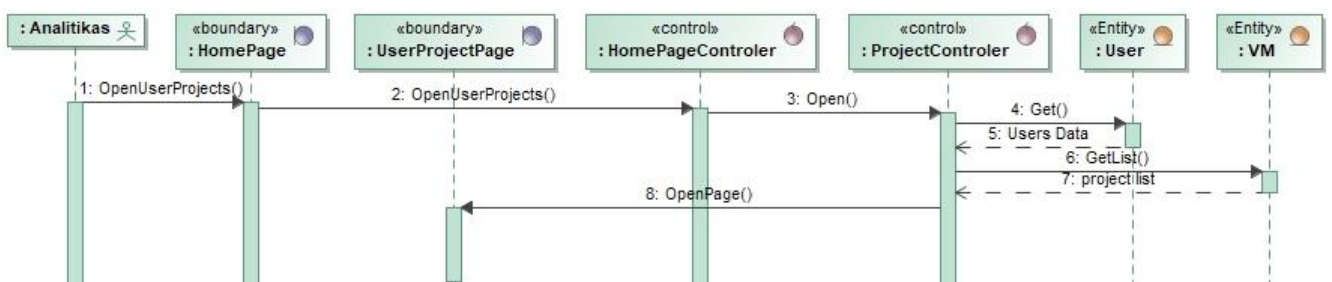 : Analitikas
«boundary»
: HomePage
«boundary»
: UserProjectPage
«control»
: HomePageControler
«control»
: ProjectControler
«Entity»
: User
«Entity»
: VM
1: OpenUserProjects()
2: OpenUserProjects()
3: Open()
4: Get()
5: Users Data
6: GetList()
7: project list
8: OpenPage()